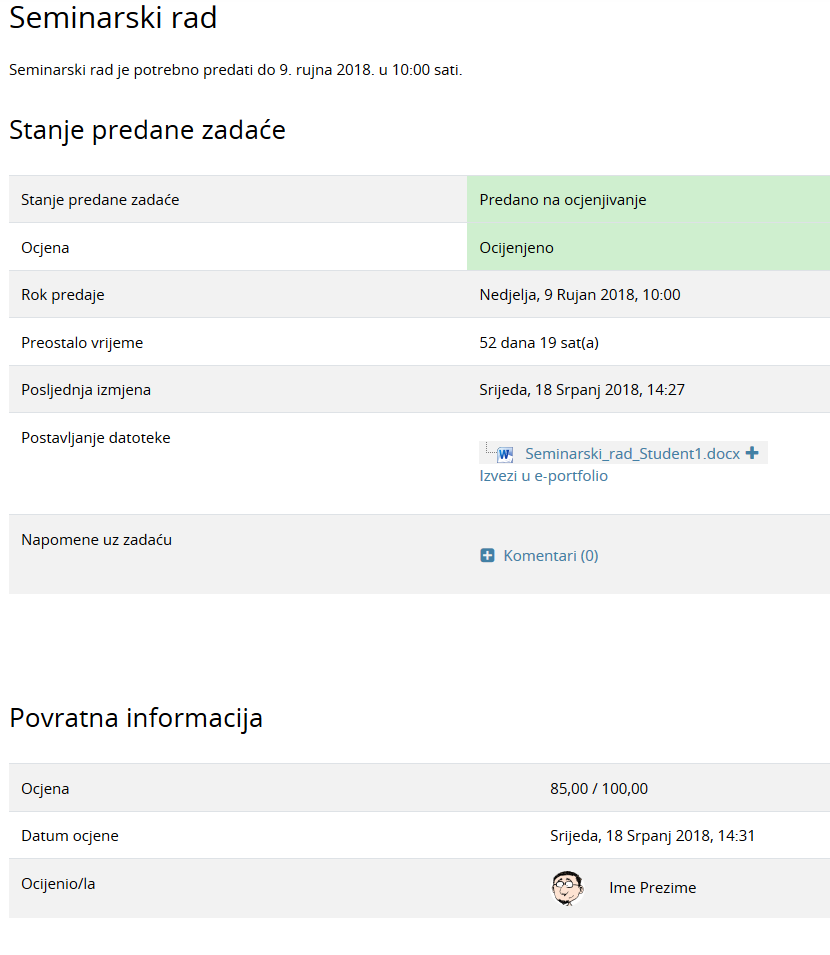 Seminarski rad
Seminarski rad je potrebno predati do 9. rujna 2018. u 10:00 sati.
Stanje predane zadaće
Stanje predane zadaće Predano na ocjenjivanje
Ocjena Ocijenjeno
Rok predaje Nedjelja, 9 Rujan 2018, 10:00
Preostalo vrijeme 52 dana 19 sat(a)
Posljednja izmjena Srijeda, 18 Srpanj 2018, 14:27
Postavljanje datoteke
Seminarski_rad_Student1.docx
Izvezi u e-portfolio
Napomene uz zadaću
Komentari (0)
Povratna informacija
Ocjena 85,00 / 100,00
Datum ocjene Srijeda, 18 Srpanj 2018, 14:31
Ocijenio/la Ime Prezime